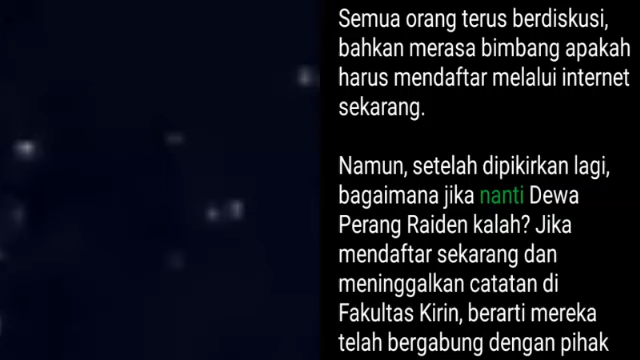 Semua orang terus berdiskusi,
bahkan merasa bimbang apakah
harus mendaftar melalui internet
sekarang.
Namun, setelah dipikirkan lagi,
bagaimana jika nanti Dewa
Perang Raiden kalah? Jika
mendaftar sekarang dan
meninggalkan catatan di
Fakultas Kirin, berarti mereka
telah bergabung dengan pihak